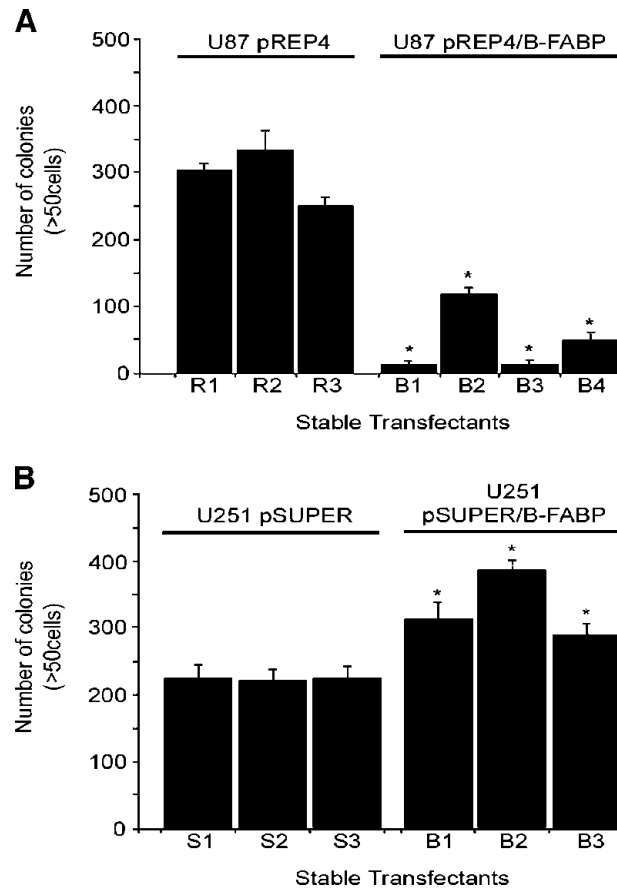 A
U87 pREP4
U87 pREP4/B-FABP
Number of colonies
(>50cells)
500
400
300
200
100
0
*
*
*
*
R1 R2 R3 B1 B2 B3 B4
Stable Transfectants
B
U251 pSUPER
U251
pSUPER/B-FABP
Number of colonies
(>50cells)
500
400
300
200
100
0
*
*
*
S1 S2 S3 B1 B2 B3
Stable Transfectants